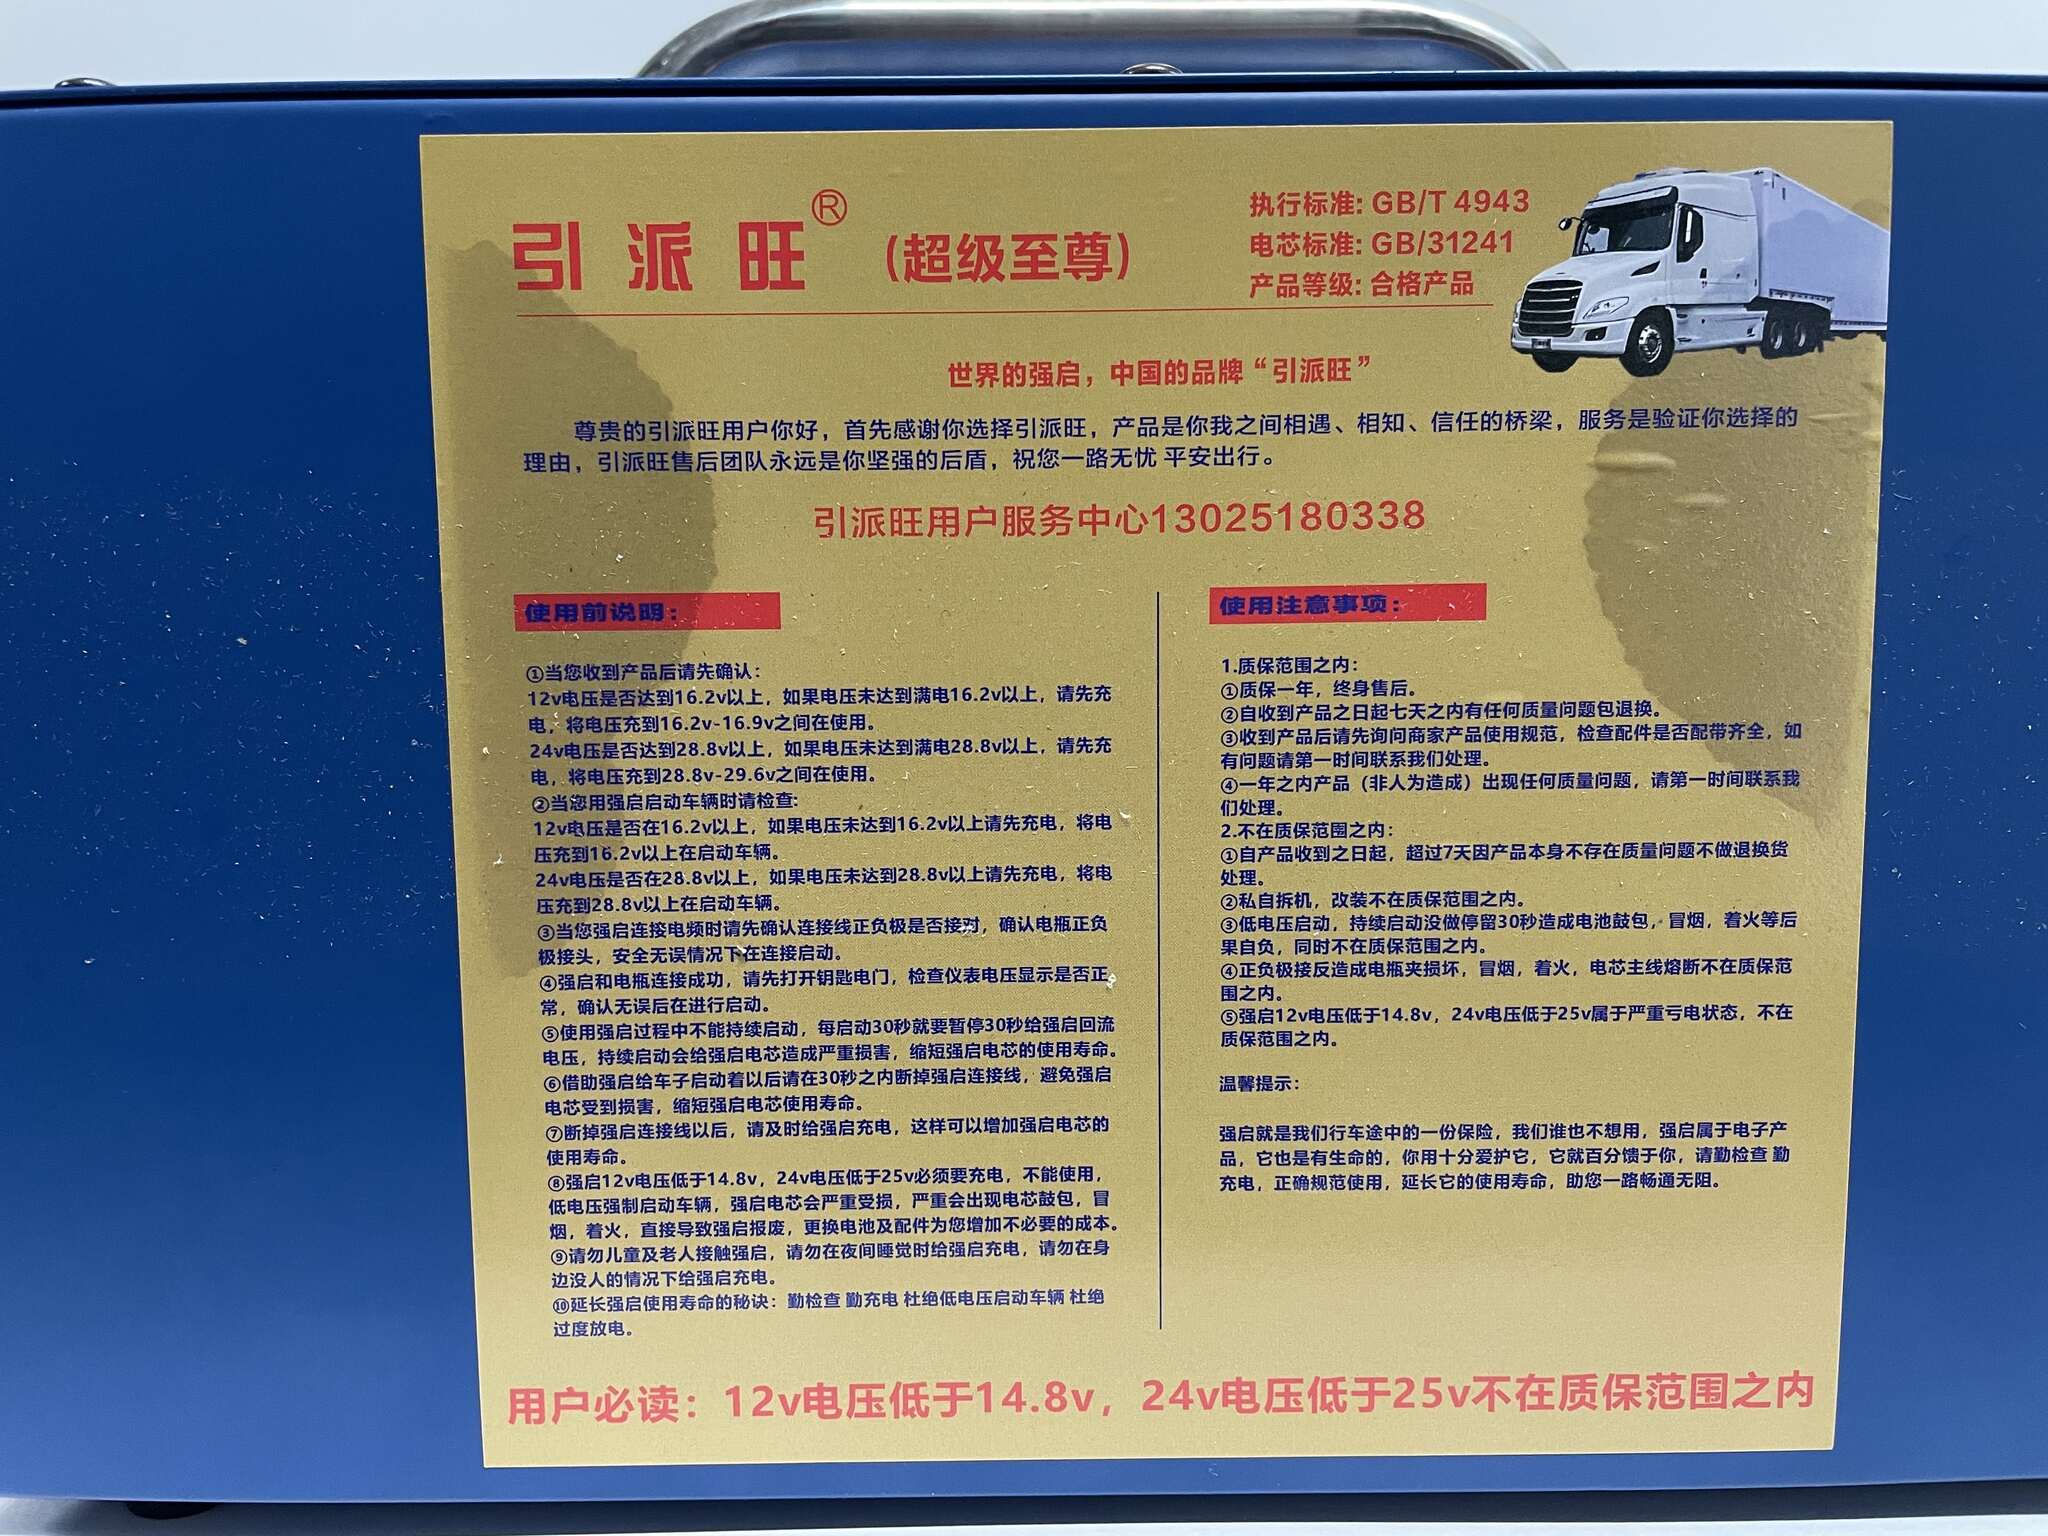 引派旺®（超级至尊）
执行标准: GB/T 4943
电芯标准: GB/31241
产品等级: 合格产品
世界的强启，中国的品牌“引派旺”
尊贵的引派旺用户你好，首先感谢你选择引派旺，产品是你我之间相遇、相知、信任的桥梁，服务是验证你选择的
理由，引派旺售后团队永远是你坚强的后盾，祝您一路无忧 平安出行。
引派旺用户服务中心13025180338
使用前说明：
①当您收到产品后请先确认：
12v电压是否达到16.2v以上，如果电压未达到满电16.2v以上，请先充
电，将电压充到16.2v-16.9v之间在使用。
24v电压是否达到28.8v以上，如果电压未达到满电28.8v以上，请先充
电，将电压充到28.8v-29.6v之间在使用。
②当您用强启启动车辆时请检查:
12v电压是否在16.2v以上，如果电压未达到16.2v以上请先充电，将电
压充到16.2v以上在启动车辆。
24v电压是否在28.8v以上，如果电压未达到28.8v以上请先充电，将电
压充到28.8v以上在启动车辆。
③当您强启连接电频时请先确认连接线正负极是否接对，确认电瓶正负
极接头，安全无误情况下在连接启动。
④强启和电瓶连接成功，请先打开钥匙电门，检查仪表电压显示是否正
常，确认无误后在进行启动。
⑤使用强启过程中不能持续启动，每启动30秒就要暂停30秒给强启回流
电压，持续启动会给强启电芯造成严重损害，缩短强启电芯的使用寿命。
⑥借助强启给车子启动着以后请在30秒之内断掉强启连接线，避免强启
电芯受到损害，缩短强启电芯使用寿命。
⑦断掉强启连接线以后，请及时给强启充电，这样可以增加强启电芯的
使用寿命。
⑧强启12v电压低于14.8v，24v电压低于25v必须要充电，不能使用，
低电压强制启动车辆，强启电芯会严重受损，严重会出现电芯鼓包，冒
烟，着火，直接导致强启报废，更换电池及配件为您增加不必要的成本。
⑨请勿儿童及老人接触强启，请勿在夜间睡觉时给强启充电，请勿在身
边没人的情况下给强启充电。
⑩延长强启使用寿命的秘诀：勤检查 勤充电 杜绝低电压启动车辆 杜绝
过度放电。
使用注意事项：
1.质保范围之内：
①质保一年，终身售后。
②自收到产品之日起七天之内有任何质量问题包退换。
③收到产品后请先询问商家产品使用规范，检查配件是否配带齐全，如
有问题请第一时间联系我们处理。
④一年之内产品（非人为造成）出现任何质量问题，请第一时间联系我
们处理。
2.不在质保范围之内：
①自产品收到之日起，超过7天因产品本身不存在质量问题不做退换货
处理。
②私自拆机，改装不在质保范围之内。
③低电压启动，持续启动没做停留30秒造成电池鼓包，冒烟，着火等后
果自负，同时不在质保范围之内。
④正负极接反造成电瓶夹损坏，冒烟，着火，电芯主线熔断不在质保范
围之内。
⑤强启12v电压低于14.8v，24v电压低于25v属于严重亏电状态，不在
质保范围之内。
温馨提示：
强启就是我们行车途中的一份保险，我们谁也不想用，强启属于电子产
品，它也是有生命的，你用十分爱护它，它就百分馈于你，请勤检查 勤
充电，正确规范使用，延长它的使用寿命，助您一路畅通无阻。
用户必读：12v电压低于14.8v，24v电压低于25v不在质保范围之内